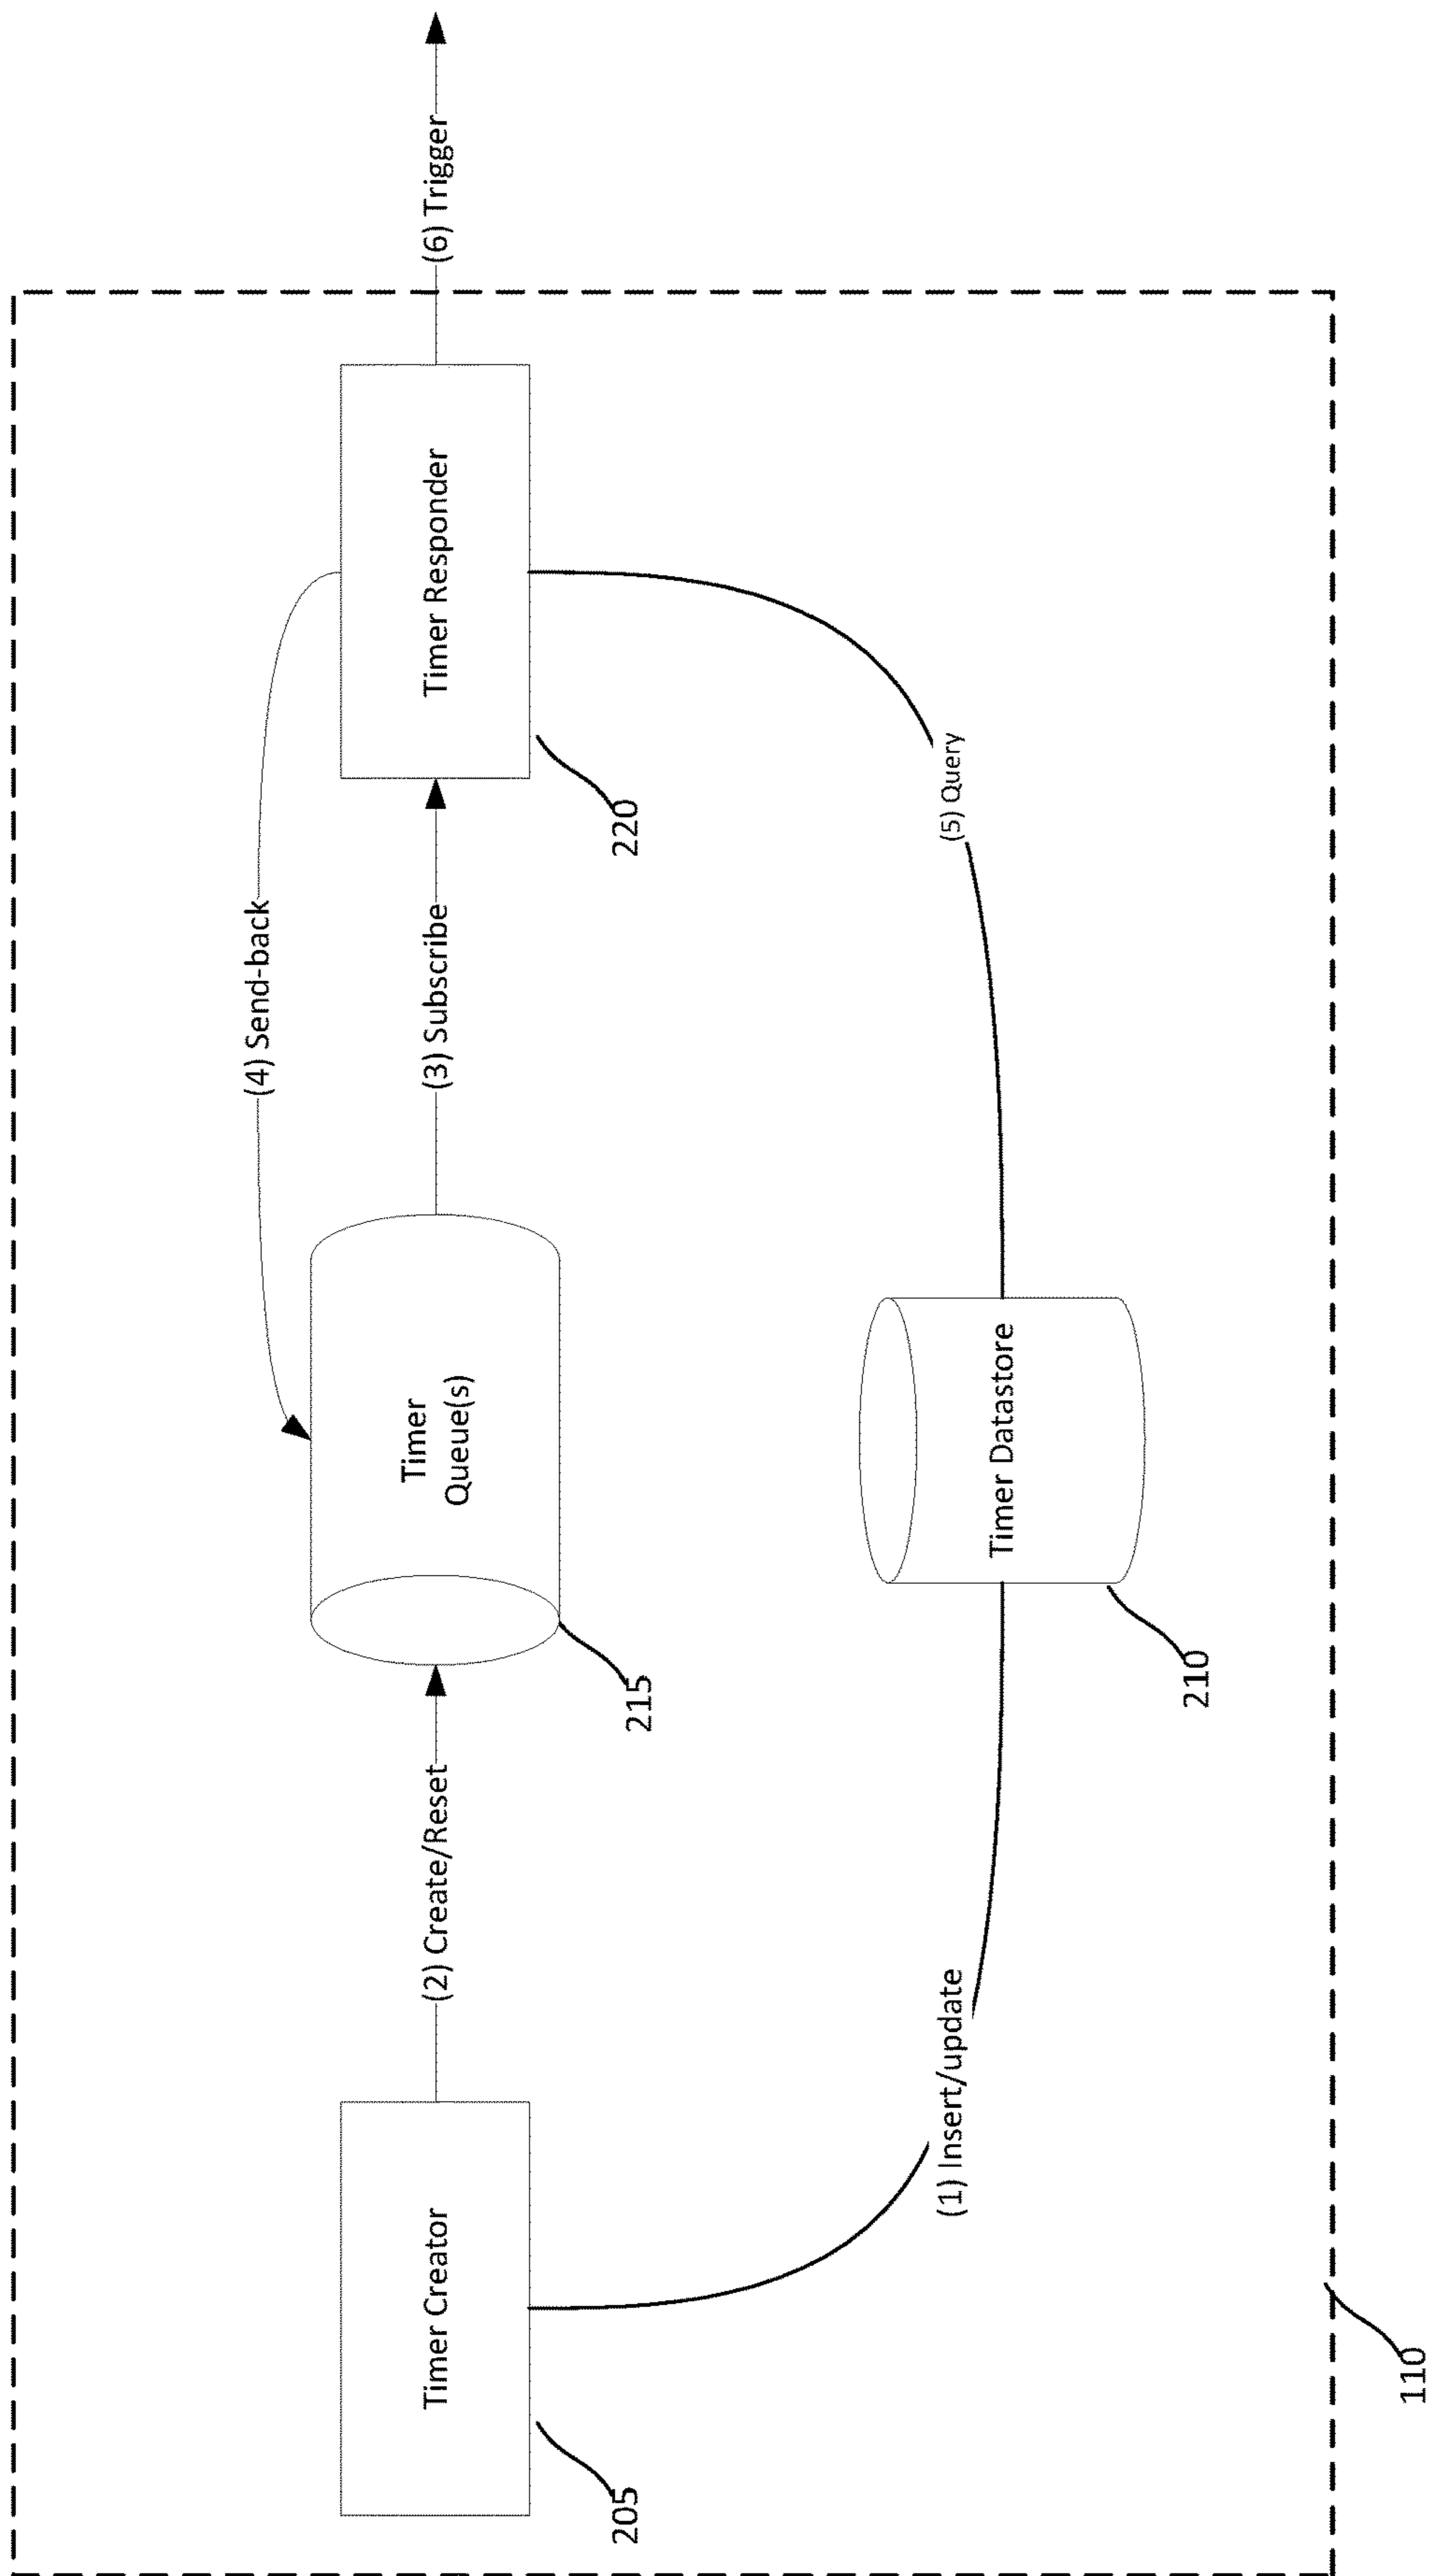 (4) Send-back
Timer Creator
(2) Create/Reset
Timer
Queue(s)
(3) Subscribe
Timer Responder
(6) Trigger
205
215
220
(1) Insert/update
Timer Datastore
(5) Query
210
110